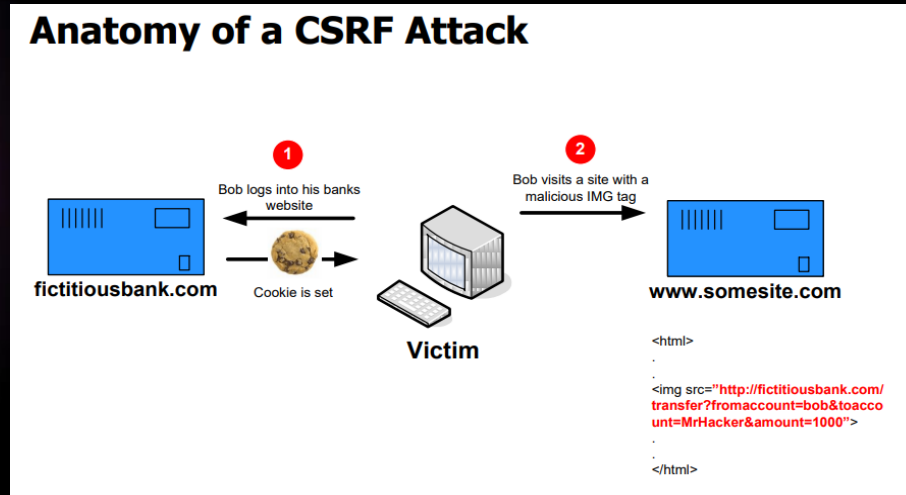 Anatomy of a CSRF Attack
1
Bob logs into his banks
website
Cookie is set
fictitiousbank.com
Victim
2
Bob visits a site with a
malicious IMG tag
www.somesite.com
<html>
.
.
<img src=”http://fictitiousbank.com/
transfer?fromaccount=bob&toacco
unt=MrHacker&amount=1000”>
.
.
</html>